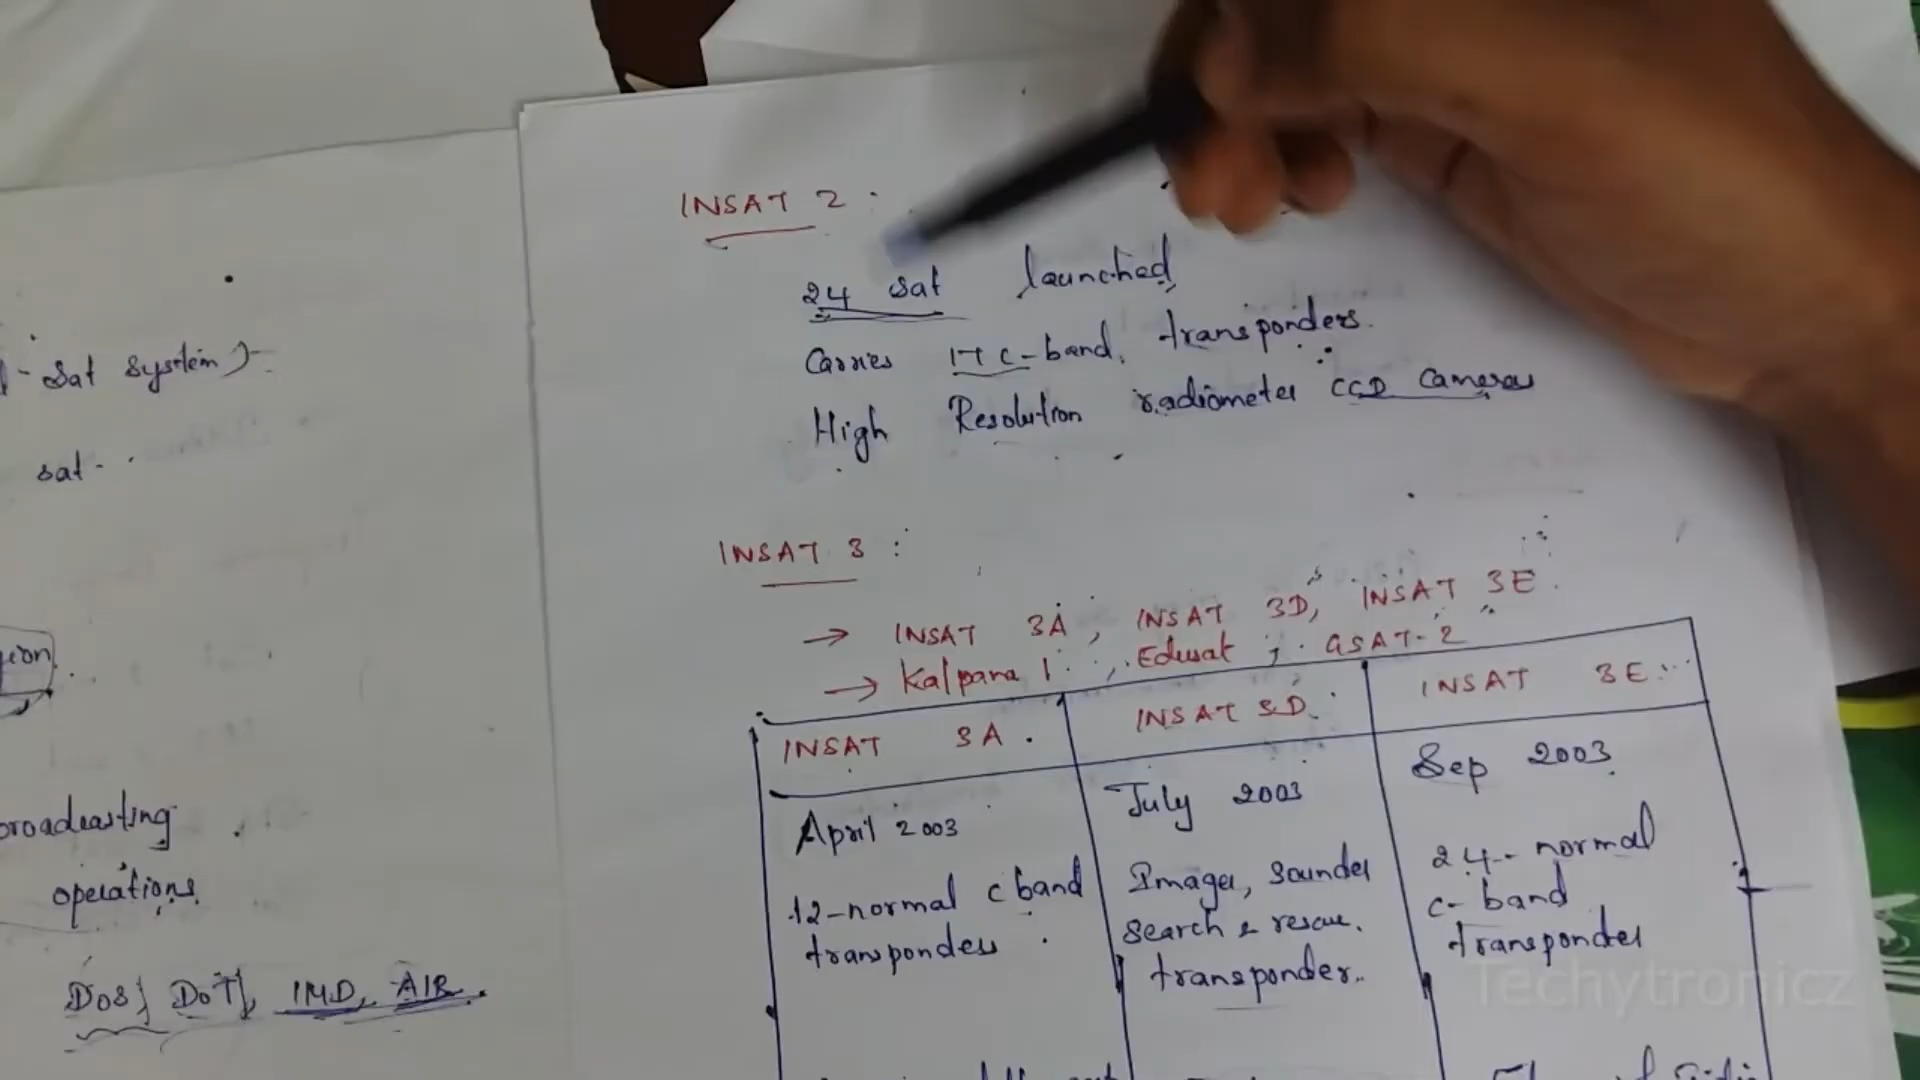 - Sat system):-
sat-
broadcasting
operations
DOS, DOT, IMD, AIR.
INSAT 2 :
24 sat launched
Carries 17 C-band transponders.
High Resolution radiometer CCD Cameras
INSAT 3 :
→ INSAT 3A, INSAT 3D, INSAT 3E
→ Kalpana 1, Edusat, GSAT-2
INSAT 3A INSAT 3D INSAT 3E
April 2003 July 2003 Sep 2003
12-normal c band Imager, Sounder 24-normal
transponders search & rescue. c-band
transponder. transponder
Techytronicz